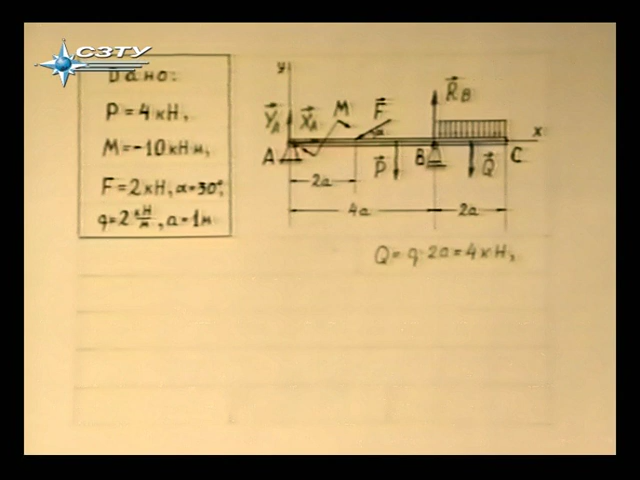 СЗТУ
Дано:
P = 4 кН,
M = -10 кН м,
F = 2 кН, α = 30°,
q = 2 кН/м, a = 1м
y
Y_A X_A M F R_B
α
x
A B C
P Q
2a
4a 2a
Q = q·2a = 4 кН,